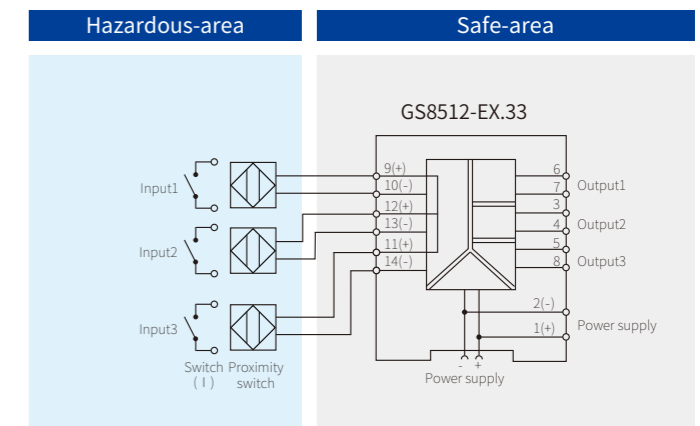 Hazardous-area
Safe-area
GS8512-EX.33
Input1
9(+)
10(-)
6
7
Output1
12(+)
13(-)
3
4
Output2
Input2
11(+)
14(-)
5
8
Output3
Input3
2(-)
1(+)
Power supply
- +
Power supply
Switch Proximity
( I ) switch